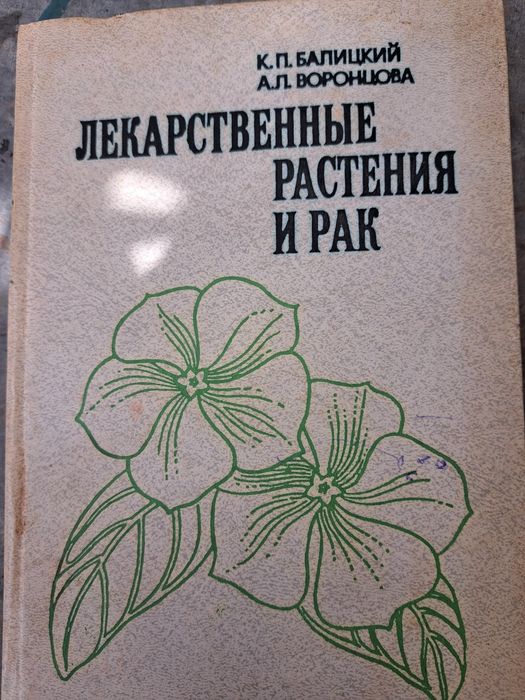 К. П. БАЛИЦКИЙ
А. Л. ВОРОНЦОВА
ЛЕКАРСТВЕННЫЕ
РАСТЕНИЯ
И РАК